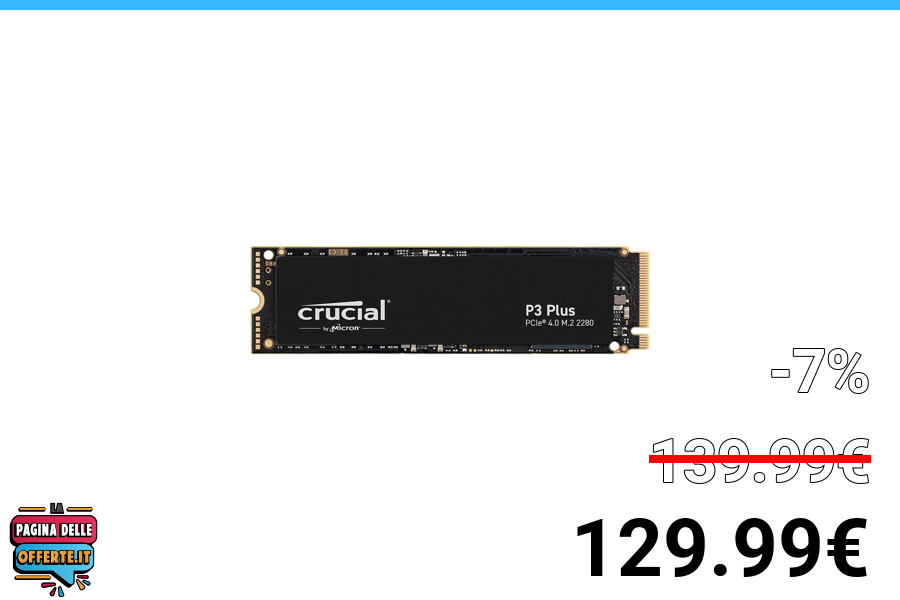 crucial®
by Micron®
P3 Plus
PCIe® 4.0 M.2 2280
-7%
139.99€
129.99€
LA
PAGINA DELLE
OFFERTE.IT